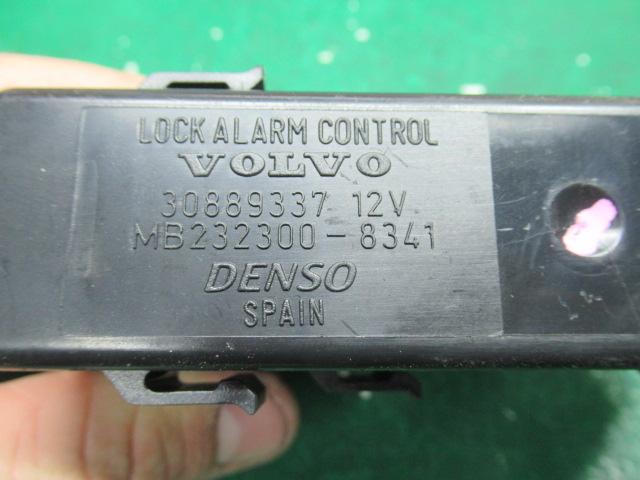 LOCK ALARM CONTROL
VOLVO
30889337 12V
MB232300-8341
DENSO
SPAIN